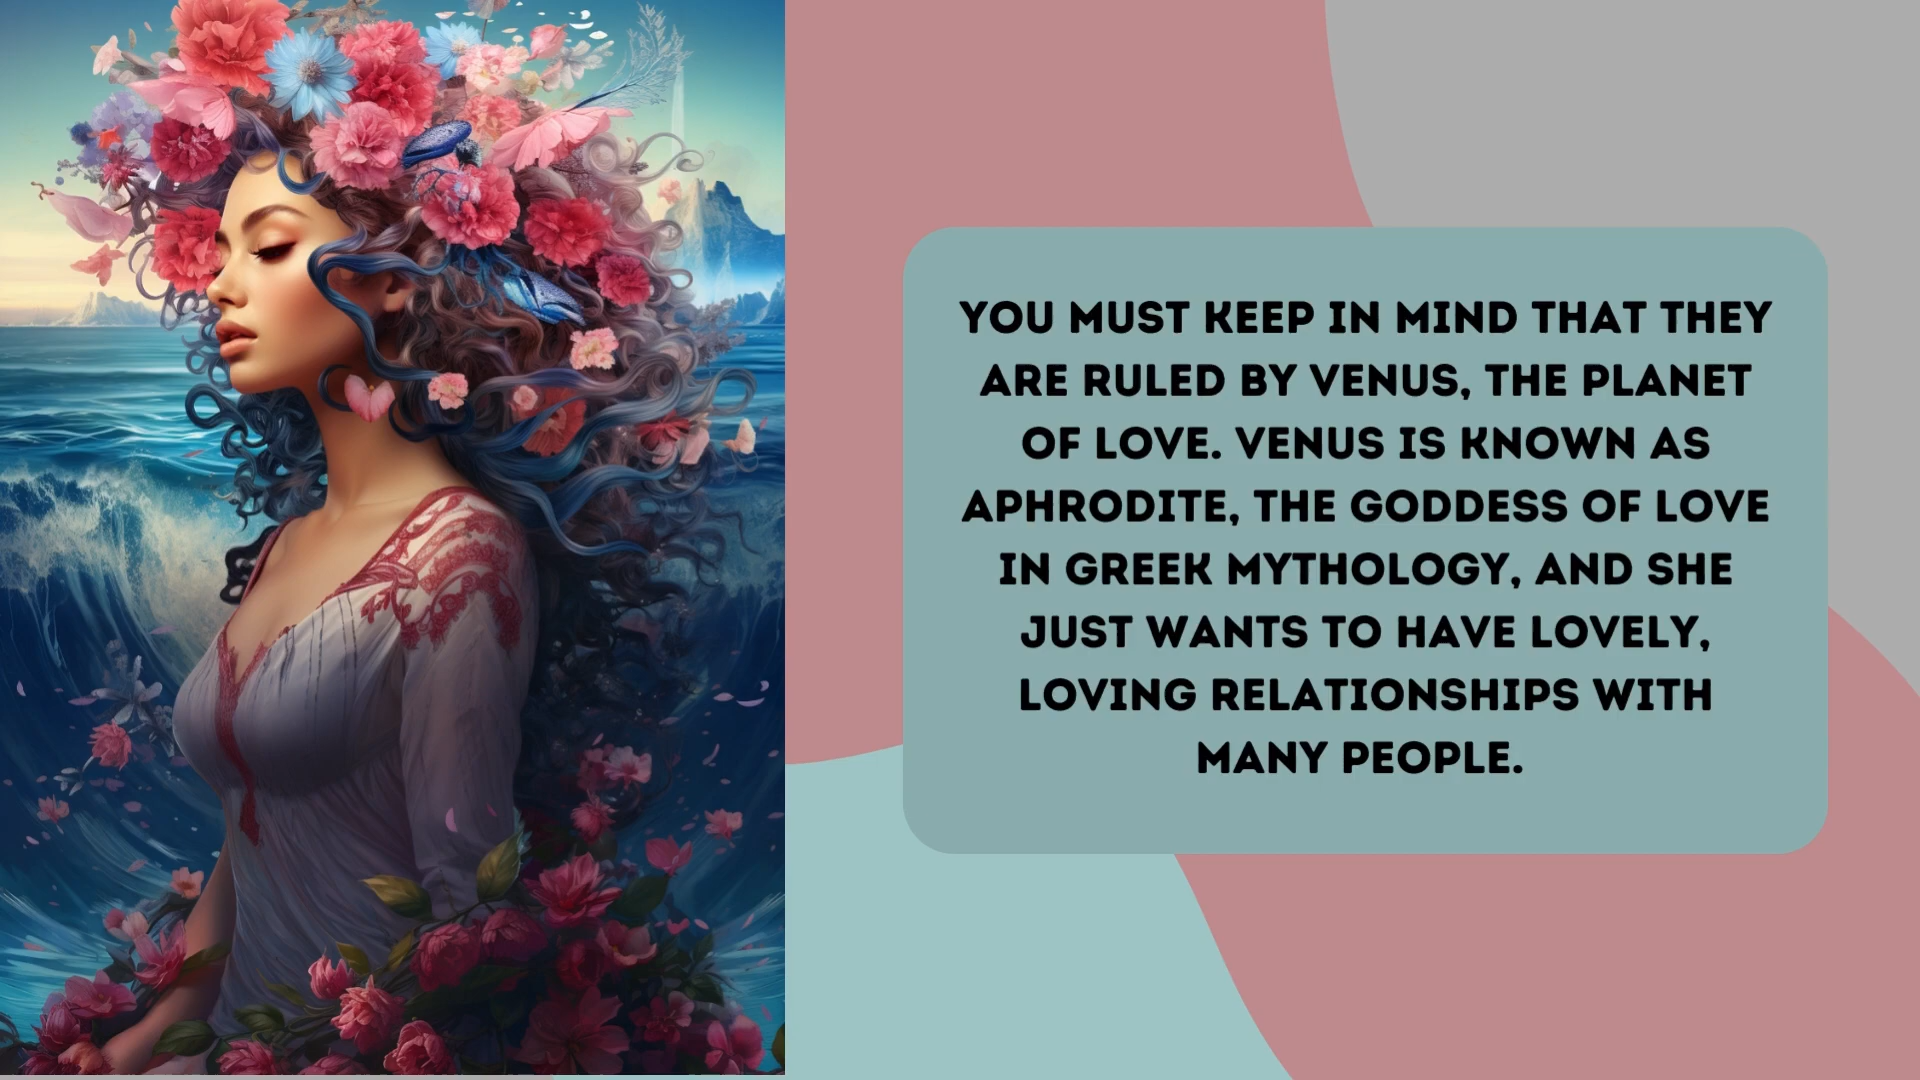 YOU MUST KEEP IN MIND THAT THEY
ARE RULED BY VENUS, THE PLANET
OF LOVE. VENUS IS KNOWN AS
APHRODITE, THE GODDESS OF LOVE
IN GREEK MYTHOLOGY, AND SHE
JUST WANTS TO HAVE LOVELY,
LOVING RELATIONSHIPS WITH
MANY PEOPLE.